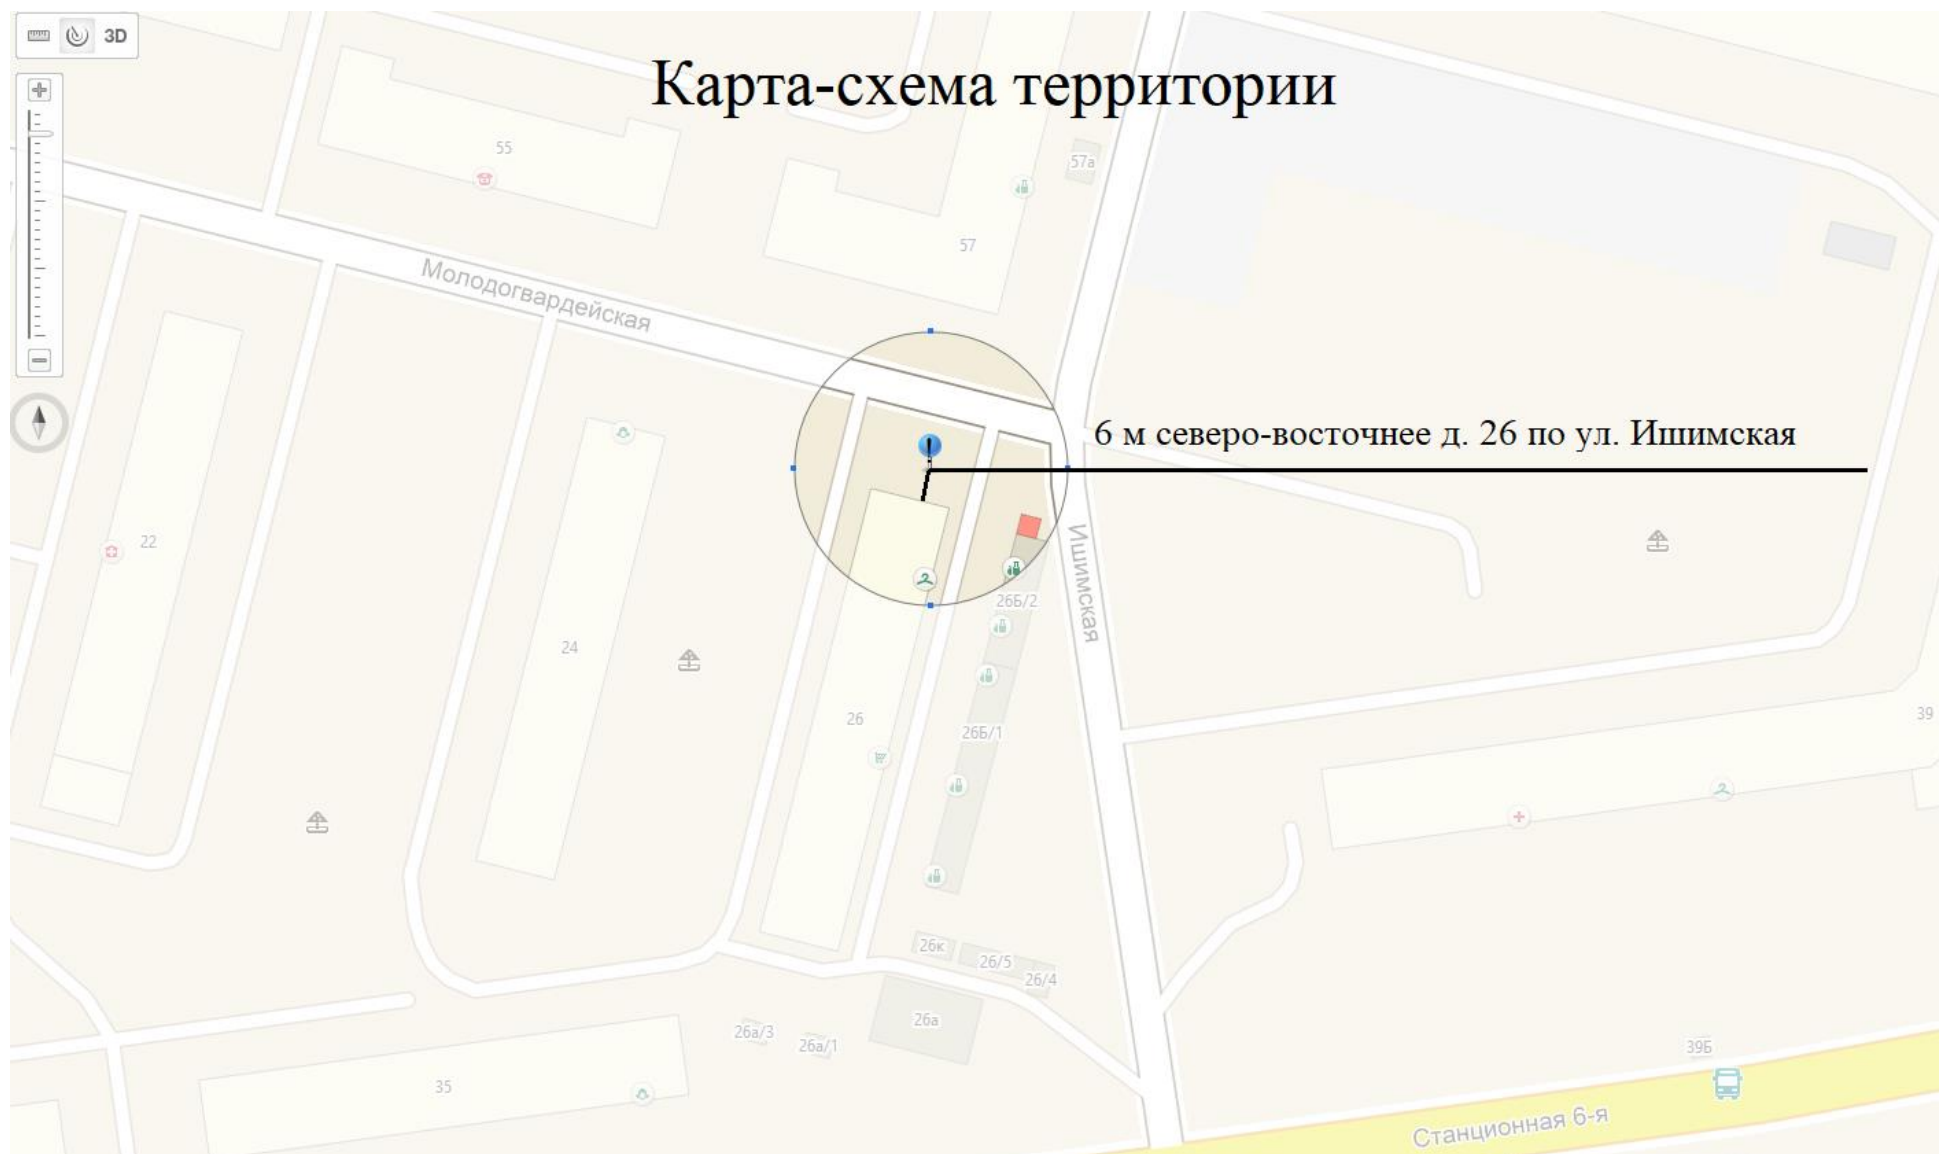 3D
Карта-схема территории
55
57а
57
Молодогвардейская
6 м северо-восточнее д. 26 по ул. Ишимская
22
Ишимская
26Б/2
24
26
26Б/1
39
26к
26/5
26/4
26а
26а/3
26а/1
39Б
35
Станционная 6-я